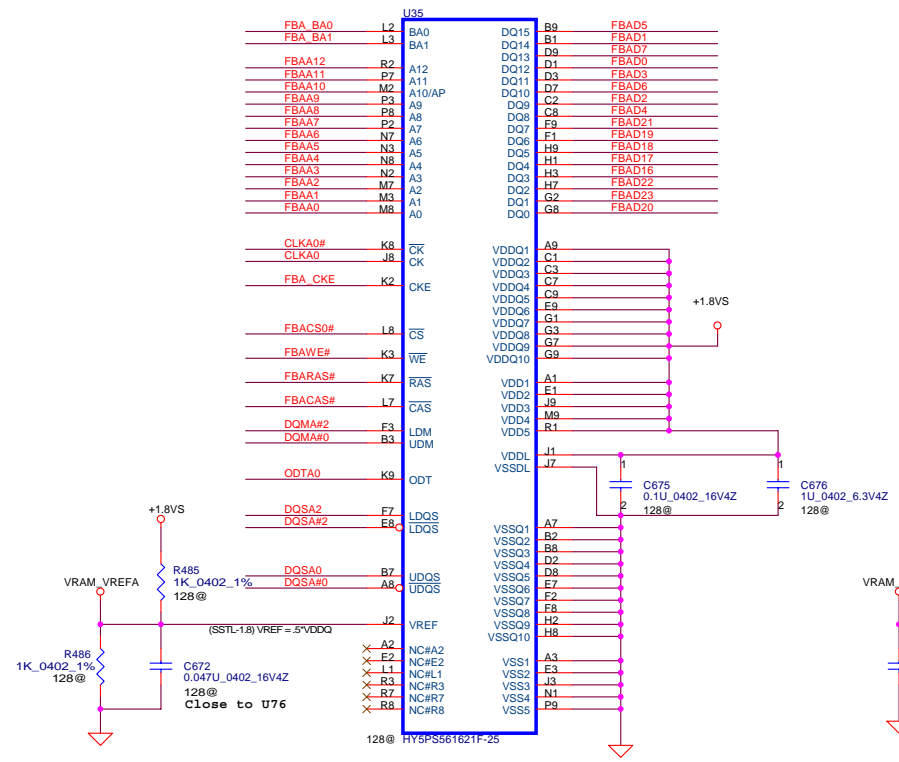 U35
FBA_BA0 L2 BA0 DQ15 B9 FBAD5
FBA_BA1 L3 BA1 DQ14 B1 FBAD1
DQ13 D9 FBAD7
FBAA12 R2 A12 DQ12 D1 FBAD0
FBAA11 P7 A11 DQ11 D3 FBAD3
FBAA10 M2 A10/AP DQ10 D7 FBAD6
FBAA9 P3 A9 DQ9 C2 FBAD2
FBAA8 P8 A8 DQ8 C8 FBAD4
FBAA7 P2 A7 DQ7 F9 FBAD21
FBAA6 N7 A6 DQ6 F1 FBAD19
FBAA5 N3 A5 DQ5 H9 FBAD18
FBAA4 N8 A4 DQ4 H1 FBAD17
FBAA3 N2 A3 DQ3 H3 FBAD16
FBAA2 M7 A2 DQ2 H7 FBAD22
FBAA1 M3 A1 DQ1 G2 FBAD23
FBAA0 M8 A0 DQ0 G8 FBAD20
CLKA0# K8 CK VDDQ1 A9
CLKA0 J8 CK VDDQ2 C1
VDDQ3 C3
FBA_CKE K2 CKE VDDQ4 C7
VDDQ5 C9
VDDQ6 E9
+1.8VS
VDDQ7 G1
FBACS0# L8 CS VDDQ8 G3
VDDQ9 G7
FBAWE# K3 WE VDDQ10 G9
FBARAS# K7 RAS VDD1 A1
VDD2 E1
FBACAS# L7 CAS VDD3 J9
VDD4 M9
DQMA#2 F3 LDM VDD5 R1
DQMA#0 B3 UDM
VDDL J1
VSSDL J7
1 1
ODTA0 K9 ODT
C675 C676
0.1U_0402_16V4Z 1U_0402_6.3V4Z
2 2
128@ 128@
+1.8VS
DQSA2 F7 LDQS
DQSA#2 E8 LDQS VSSQ1 A7
VSSQ2 B2
VSSQ3 B8
VSSQ4 D2
R485 DQSA0 B7 UDQS VSSQ5 D8
1K_0402_1% DQSA#0 A8 UDQS VSSQ6 E7
128@
VRAM_VREFA VRAM_
VSSQ7 F2
VSSQ8 F8
(SSTL-1.8) VREF = .5*VDDQ J2 VREF VSSQ9 H2
VSSQ10 H8
A2 NC#A2
E2 NC#E2 VSS1 A3
L1 NC#L1 VSS2 E3
R3 NC#R3 VSS3 J3
R7 NC#R7 VSS4 N1
R8 NC#R8 VSS5 P9
R486
1K_0402_1%
128@
C672
0.047U_0402_16V4Z
128@
Close to U76
128@ HY5PS561621F-25